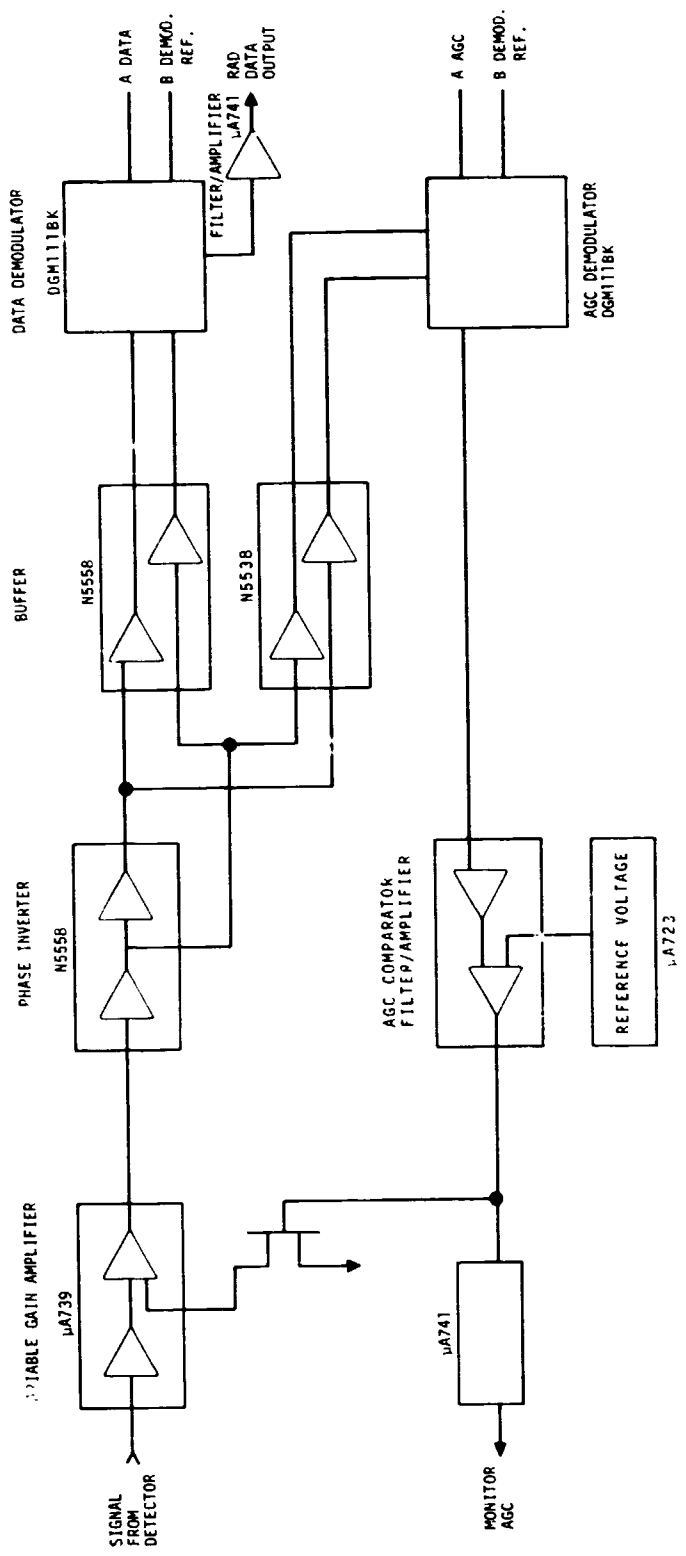 SIGNAL
FROM
DETECTOR
GAIN AMPLIFIER
µA739
PHASE INVERTER
N5558
BUFFER
N5558
N5538
DATA DEMODULATOR
DGM111BK
A DATA
B DEMOD.
REF.
FILTER/AMPLIFIER
µA741
RAD
DATA
OUTPUT
A AGC
B DEMOD.
REF.
AGC DEMODULATOR
DGM111BK
AGC COMPARATOR
FILTER/AMPLIFIER
REFERENCE VOLTAGE
µA723
µA741
MONITOR
AGC